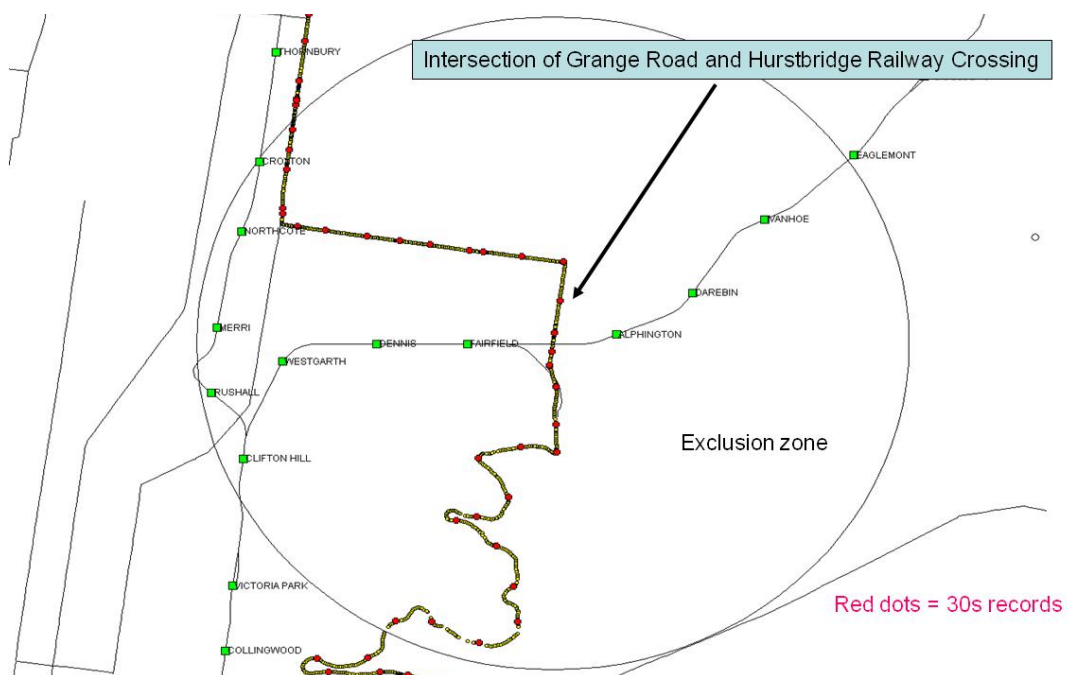 THORNBURY
Intersection of Grange Road and Hurstbridge Railway Crossing
CROXTON
EAGLEMONT
NORTHCOTE
IVANHOE
DAREBIN
MERRI
ALPHINGTON
DENNIS
FAIRFIELD
WESTGARTH
RUSHALL
Exclusion zone
CLIFTON HILL
VICTORIA PARK
Red dots = 30s records
COLLINGWOOD